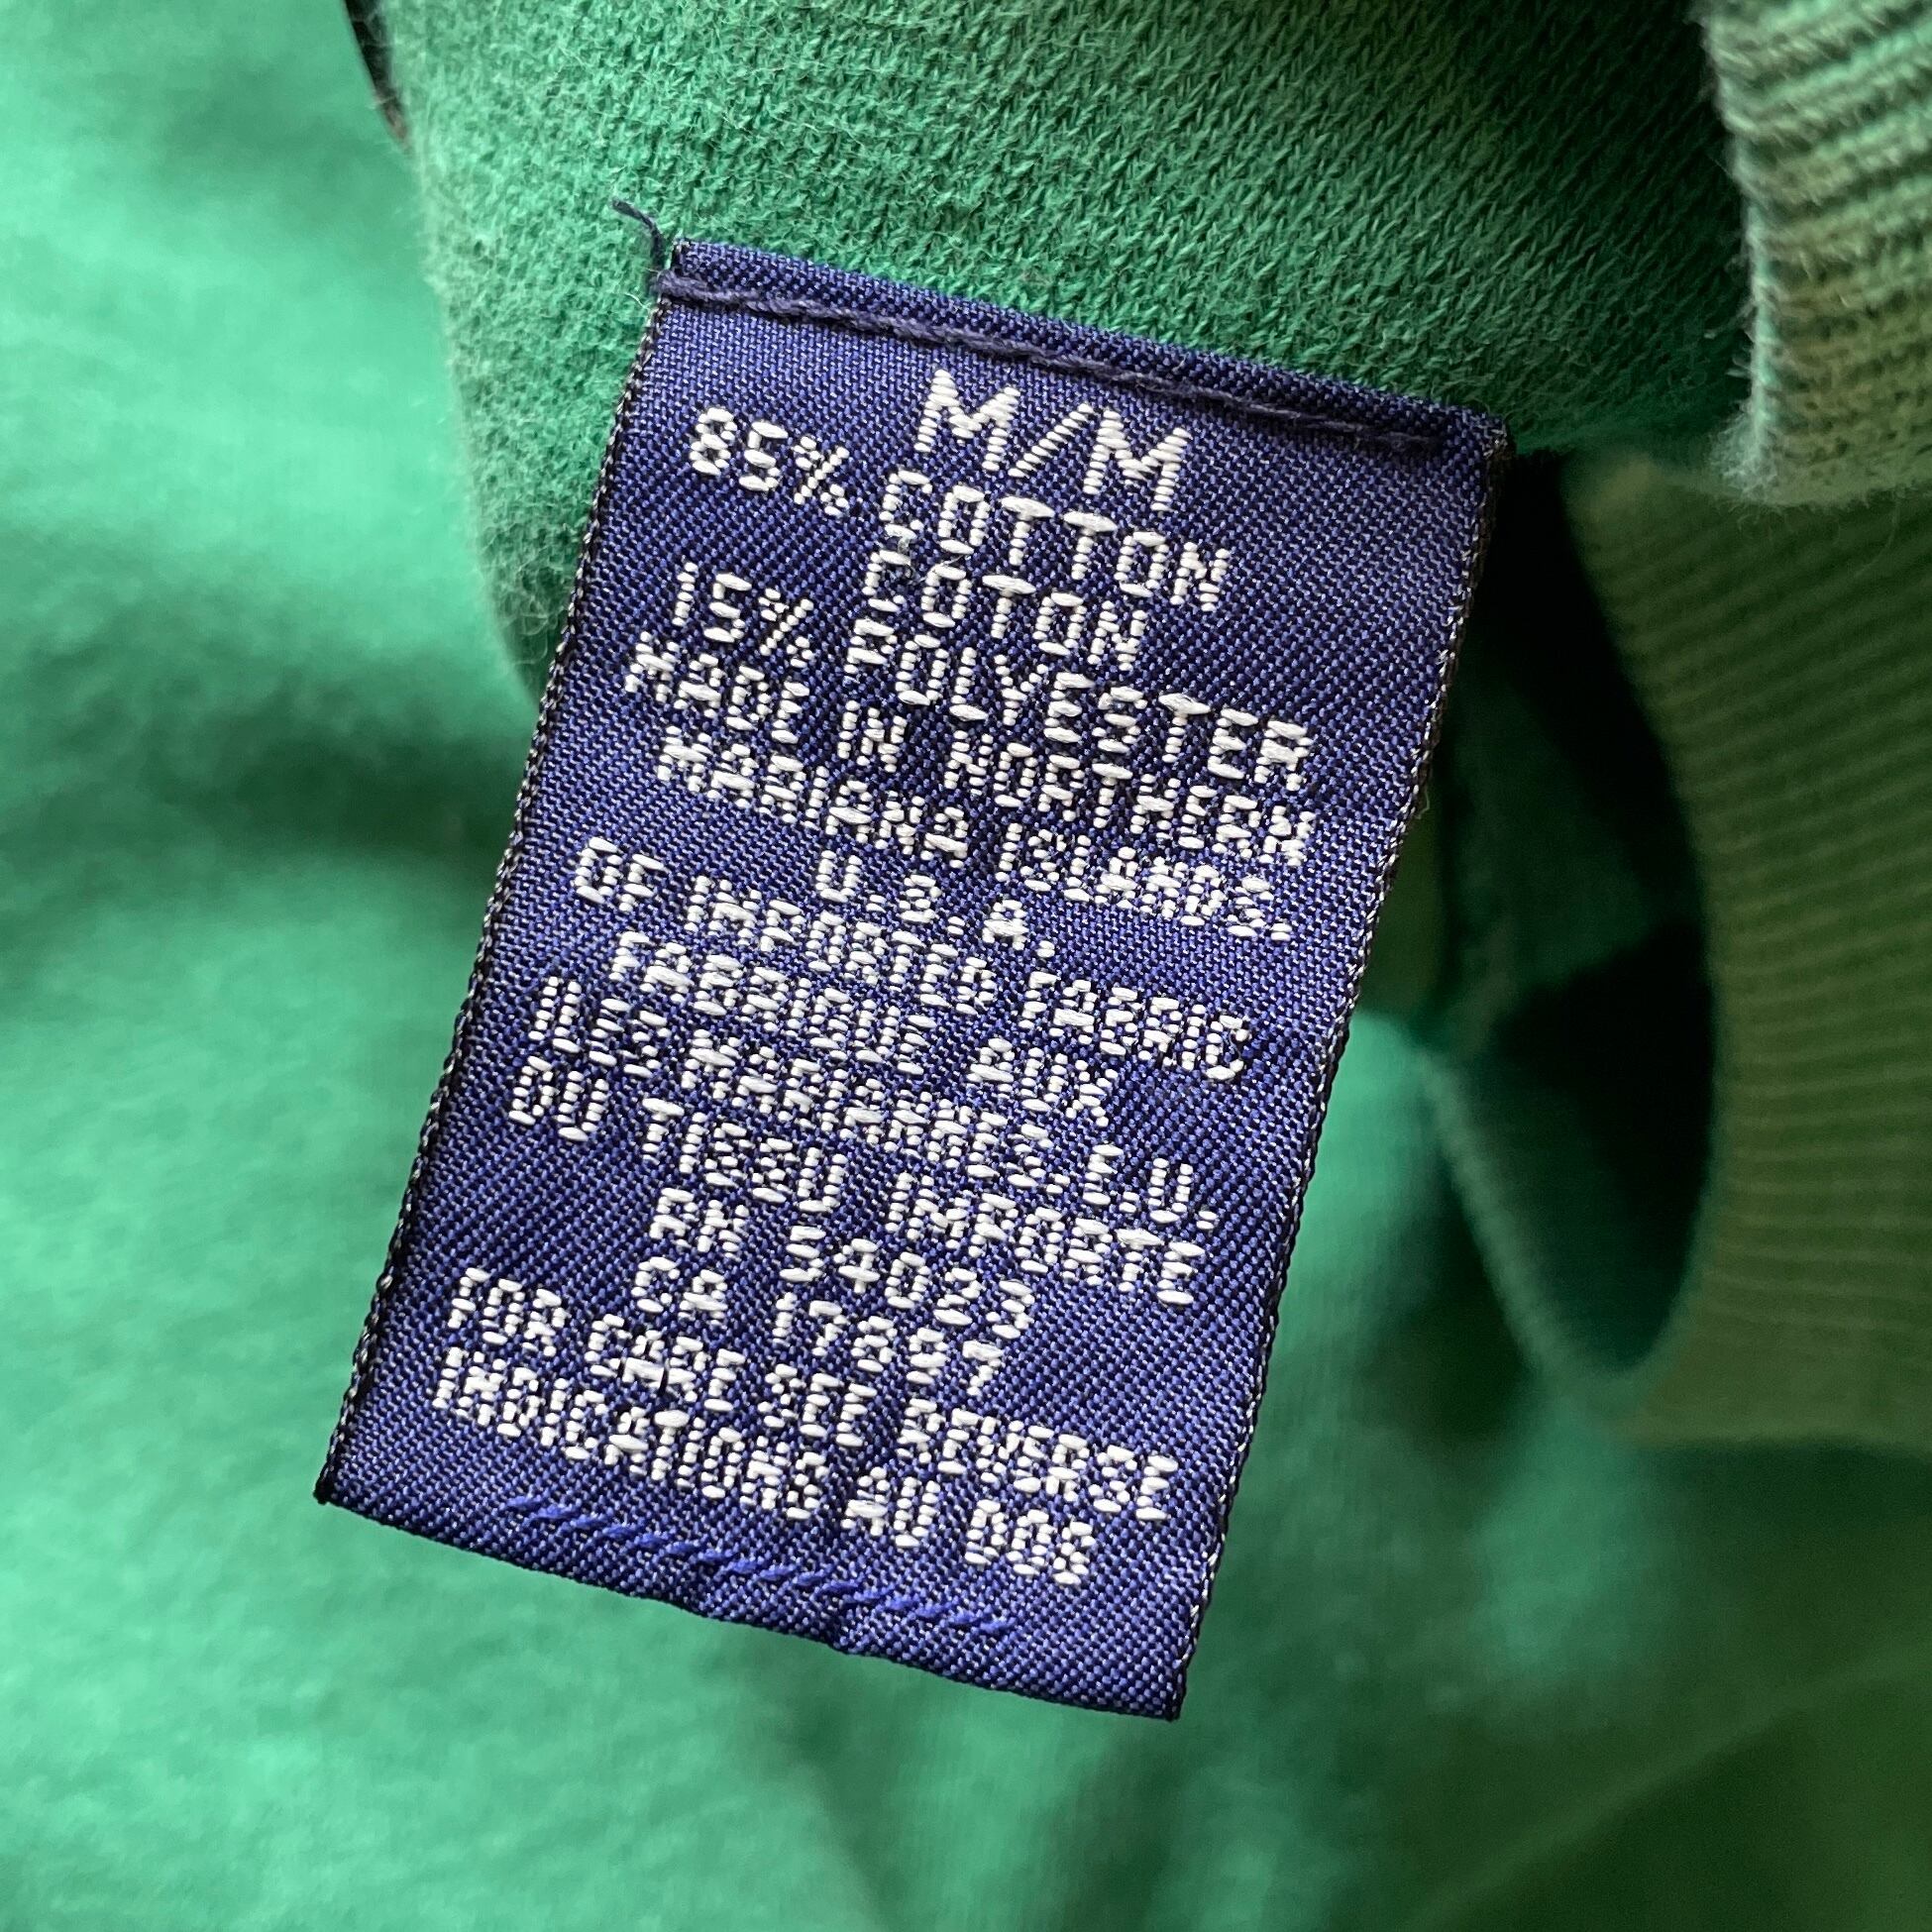 M/M
85% COTTON
COTON
15% POLYESTER
MADE IN NORTHERN
MARIANA ISLANDS.
U.S.A.
OF IMPORTED FABRIC
FABRIQUE AUX
ILES MARIANNES.E.U.
DU TISSU IMPORTE
RN 54023
CA 17897
FOR CARE SEE REVERSE
INDICATIONS AU DOS